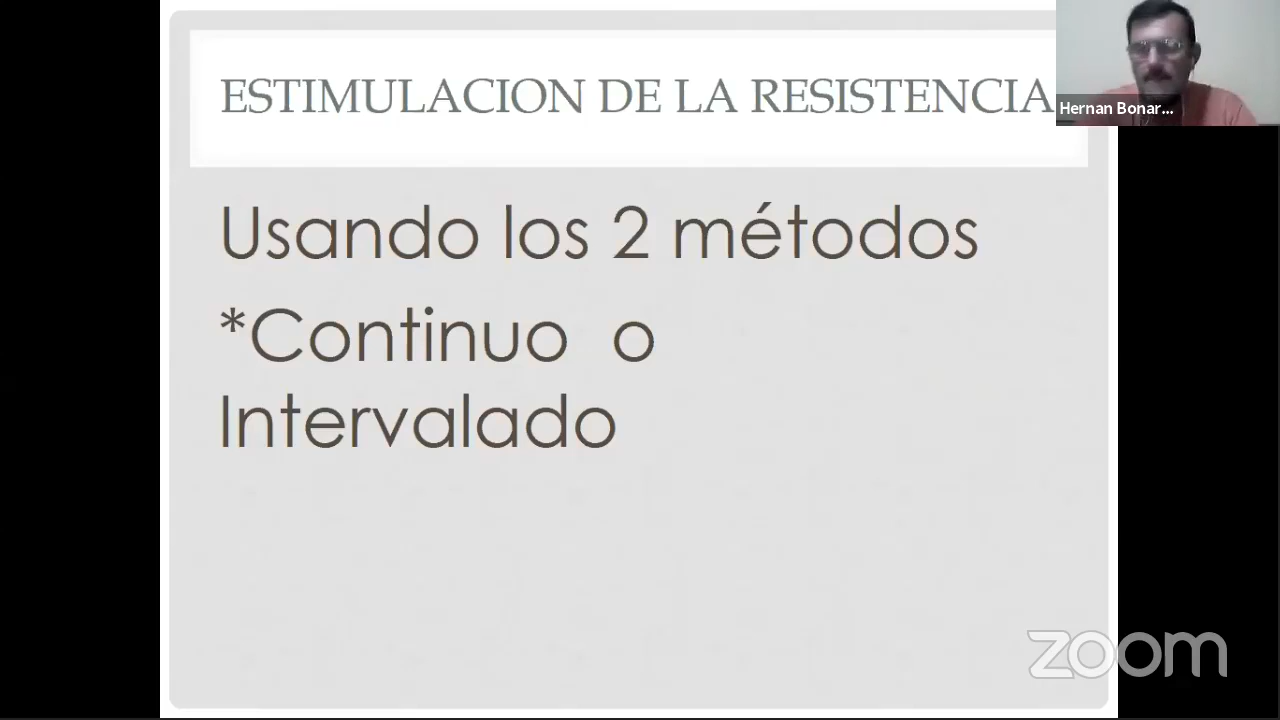 ESTIMULACION DE LA RESISTENCIA
Hernan Bonar...
Usando los 2 métodos
*Continuo o
Intervalado
zoom